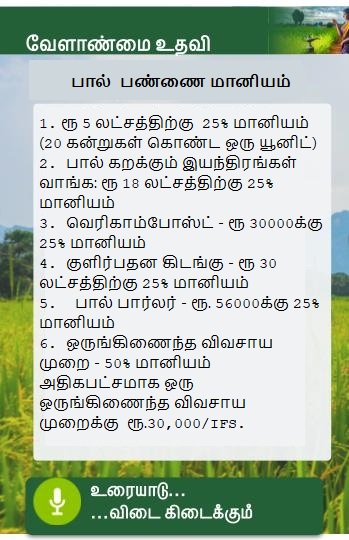 வேளாண்மை உதவி
பால் பண்ணை மானியம்
1. ரூ 5 லட்சத்திற்கு 25% மானியம்
(20 கன்றுகள் கொண்ட ஒரு யூனிட்)
2. பால் கறக்கும் இயந்திரங்கள்
வாங்க: ரூ 18 லட்சத்திற்கு 25%
மானியம்
3. வெரிகாம்போஸ்ட் - ரூ 30000க்கு
25% மானியம்
4. குளிர்பதன கிடங்கு - ரூ 30
லட்சத்திற்கு 25% மானியம்
5. பால் பார்லர் - ரூ. 56000க்கு 25%
மானியம்
6. ஒருங்கிணைந்த விவசாய
முறை - 50% மானியம்
அதிகபட்சமாக ஒரு
ஒருங்கிணைந்த விவசாய
முறைக்கு ரூ.30,000/IFS.
உரையாடு...
...விடை கிடைக்கும்